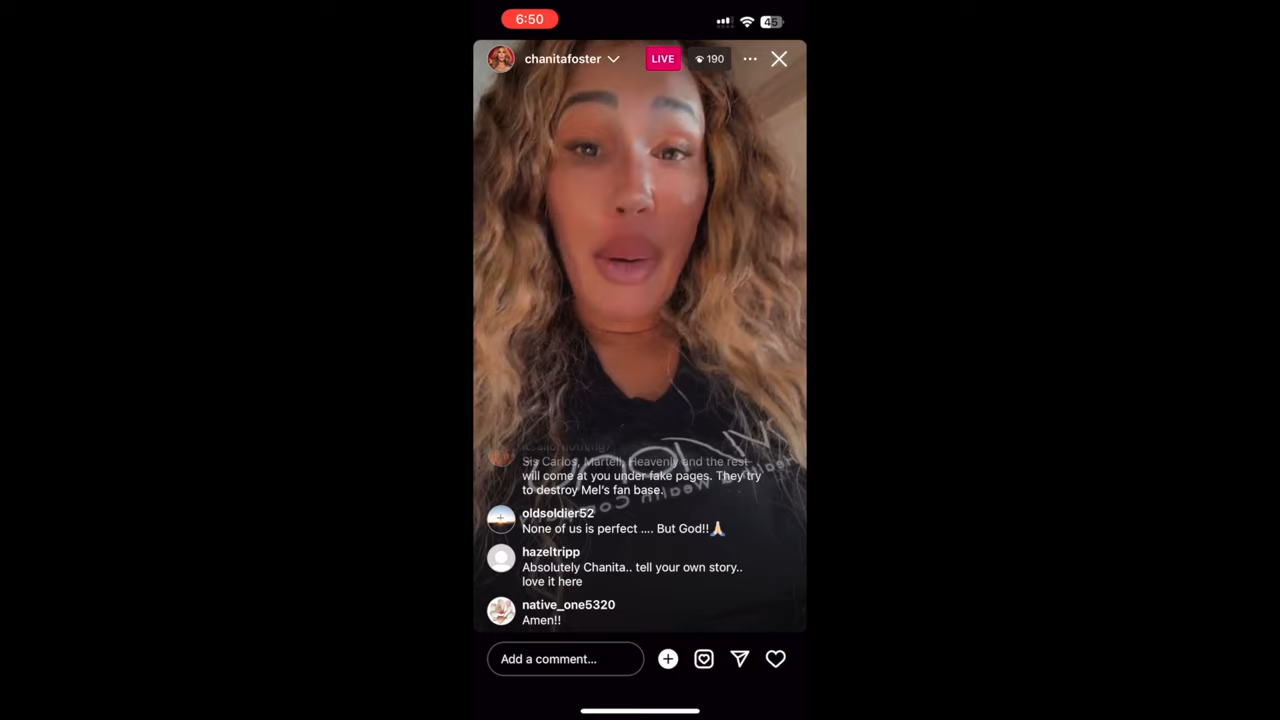 6:50
45
chanitafoster
LIVE
190
Sis Carlos, Martell, Heavenly and the rest
will come at you under fake pages. They try
to destroy Mel's fan base.
oldsoldier52
None of us is perfect .... But God!!🙏🏻
hazeltripp
Absolutely Chanita.. tell your own story..
love it here
native_one5320
Amen!!
Add a comment...